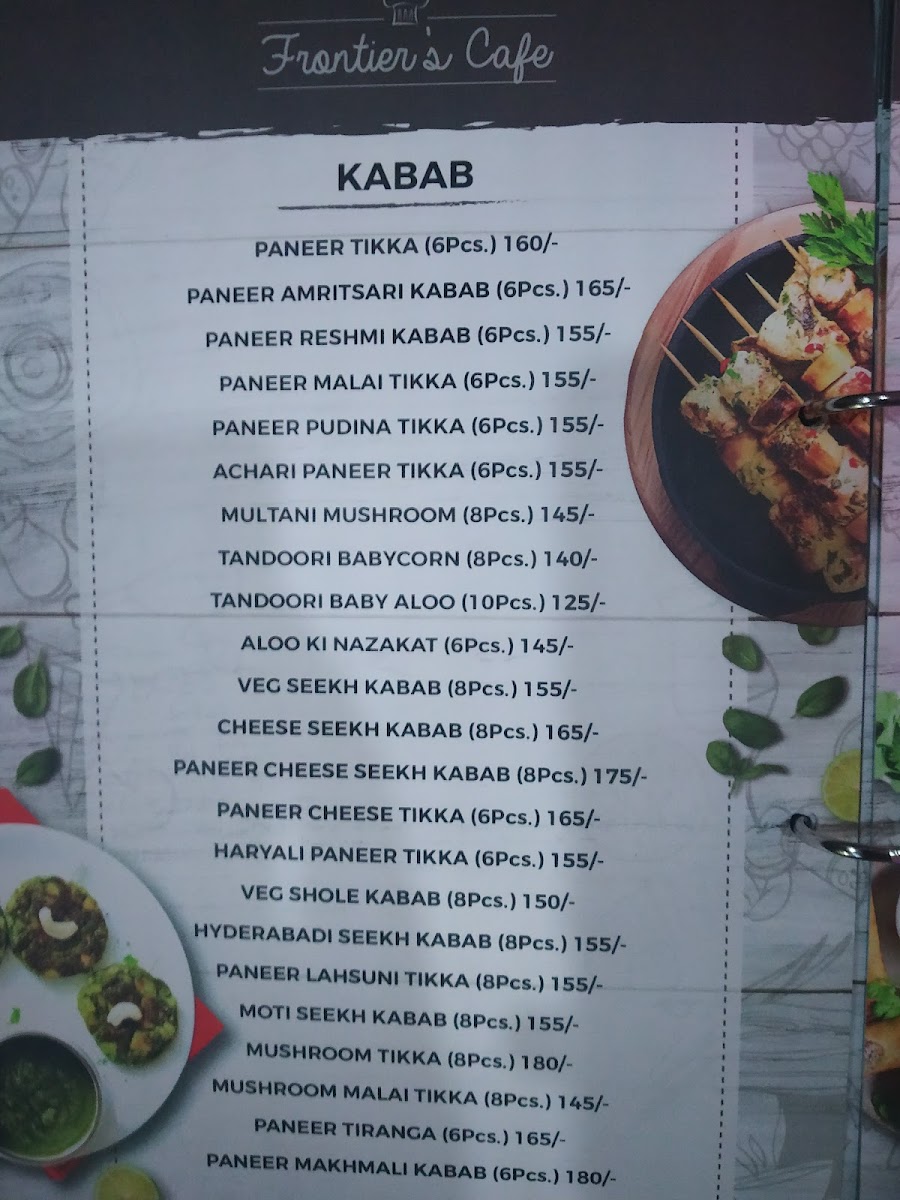 Frontier's Cafe
KABAB
PANEER TIKKA (6Pcs.) 160/-
PANEER AMRITSARI KABAB (6Pcs.) 165/-
PANEER RESHMI KABAB (6Pcs.) 155/-
PANEER MALAI TIKKA (6Pcs.) 155/-
PANEER PUDINA TIKKA (6Pcs.) 155/-
ACHARI PANEER TIKKA (6Pcs.) 155/-
MULTANI MUSHROOM (8Pcs.) 145/-
TANDOORI BABYCORN (8Pcs.) 140/-
TANDOORI BABY ALOO (10Pcs.) 125/-
ALOO KI NAZAKAT (6Pcs.) 145/-
VEG SEEKH KABAB (8Pcs.) 155/-
CHEESE SEEKH KABAB (8Pcs.) 165/-
PANEER CHEESE SEEKH KABAB (8Pcs.) 175/-
PANEER CHEESE TIKKA (6Pcs.) 165/-
HARYALI PANEER TIKKA (6Pcs.) 155/-
VEG SHOLE KABAB (8Pcs.) 150/-
HYDERABADI SEEKH KABAB (8Pcs.) 155/-
PANEER LAHSUNI TIKKA (8Pcs.) 155/-
MOTI SEEKH KABAB (8Pcs.) 155/-
MUSHROOM TIKKA (8Pcs.) 180/-
MUSHROOM MALAI TIKKA (8Pcs.) 145/-
PANEER TIRANGA (6Pcs.) 165/-
PANEER MAKHMALI KABAB (6Pcs.) 180/-